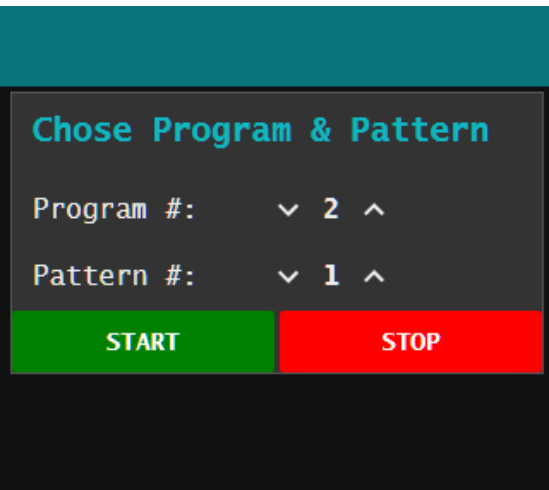 Chose Program & Pattern
Program #: 2
Pattern #: 1
START STOP